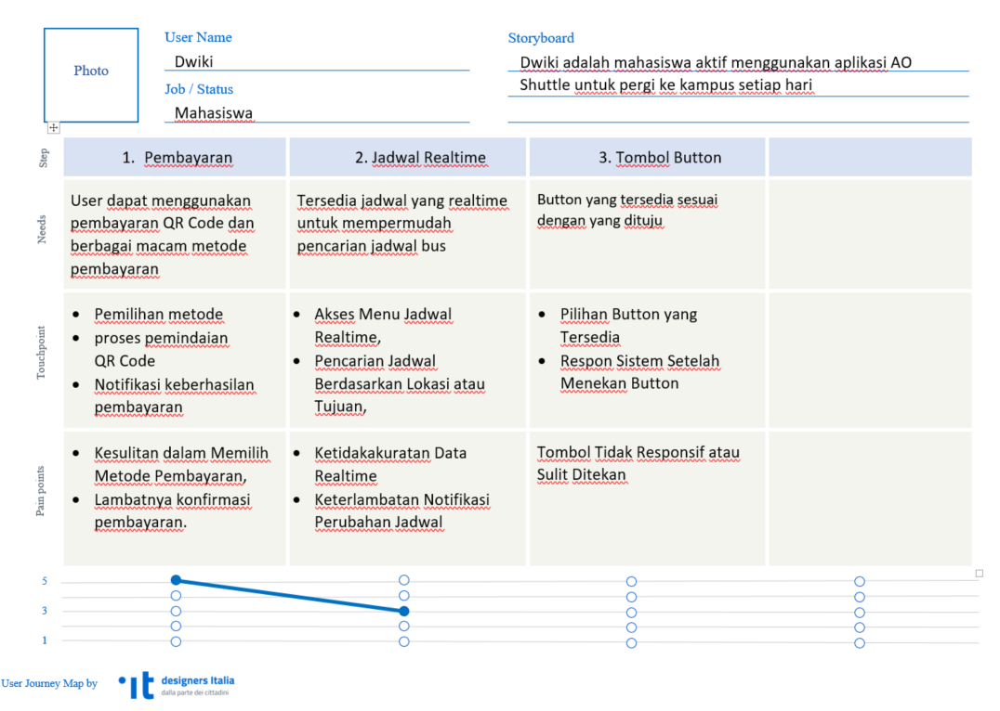 Photo
User Name
Dwiki
Job / Status
Mahasiswa
Storyboard
Dwiki adalah mahasiswa aktif menggunakan aplikasi AO
Shuttle untuk pergi ke kampus setiap hari
Step
1. Pembayaran
2. Jadwal Realtime
3. Tombol Button
Needs
User dapat menggunakan
pembayaran QR Code dan
berbagai macam metode
pembayaran
Tersedia jadwal yang realtime
untuk mempermudah
pencarian jadwal bus
Button yang tersedia sesuai
dengan yang dituju
Touchpoint
• Pemilihan metode
• proses pemindaian
QR Code
• Notifikasi keberhasilan
pembayaran
• Akses Menu Jadwal
Realtime,
• Pencarian Jadwal
Berdasarkan Lokasi atau
Tujuan,
• Pilihan Button yang
Tersedia
• Respon Sistem Setelah
Menekan Button
Pain points
• Kesulitan dalam Memilih
Metode Pembayaran,
• Lambatnya konfirmasi
pembayaran.
• Ketidakakuratan Data
Realtime
• Keterlambatan Notifikasi
Perubahan Jadwal
Tombol Tidak Responsif atau
Sulit Ditekan
5
3
1
User Journey Map by
it
designers Italia
dalla parte dei cittadini